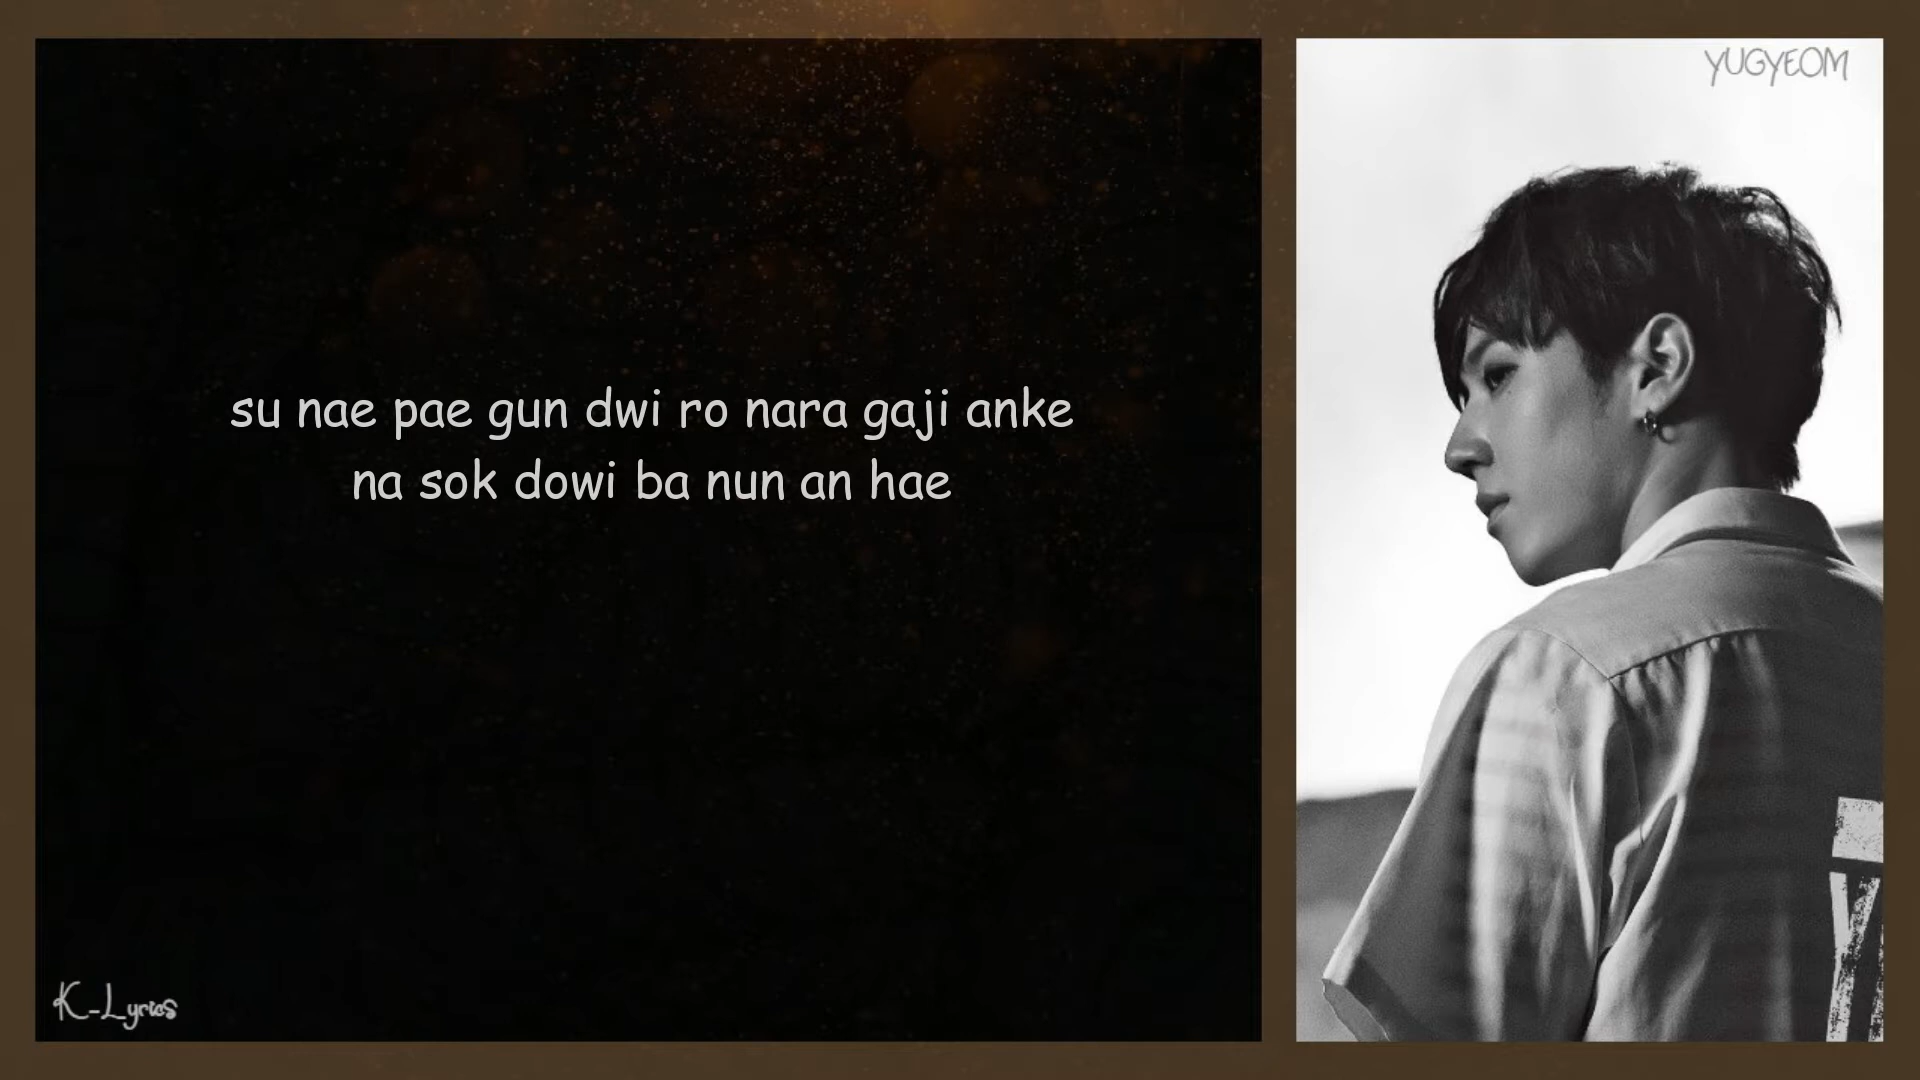 YUGYEOM
su nae pae gun dwi ro nara gaji anke
na sok dowi ba nun an hae
K-Lyrics